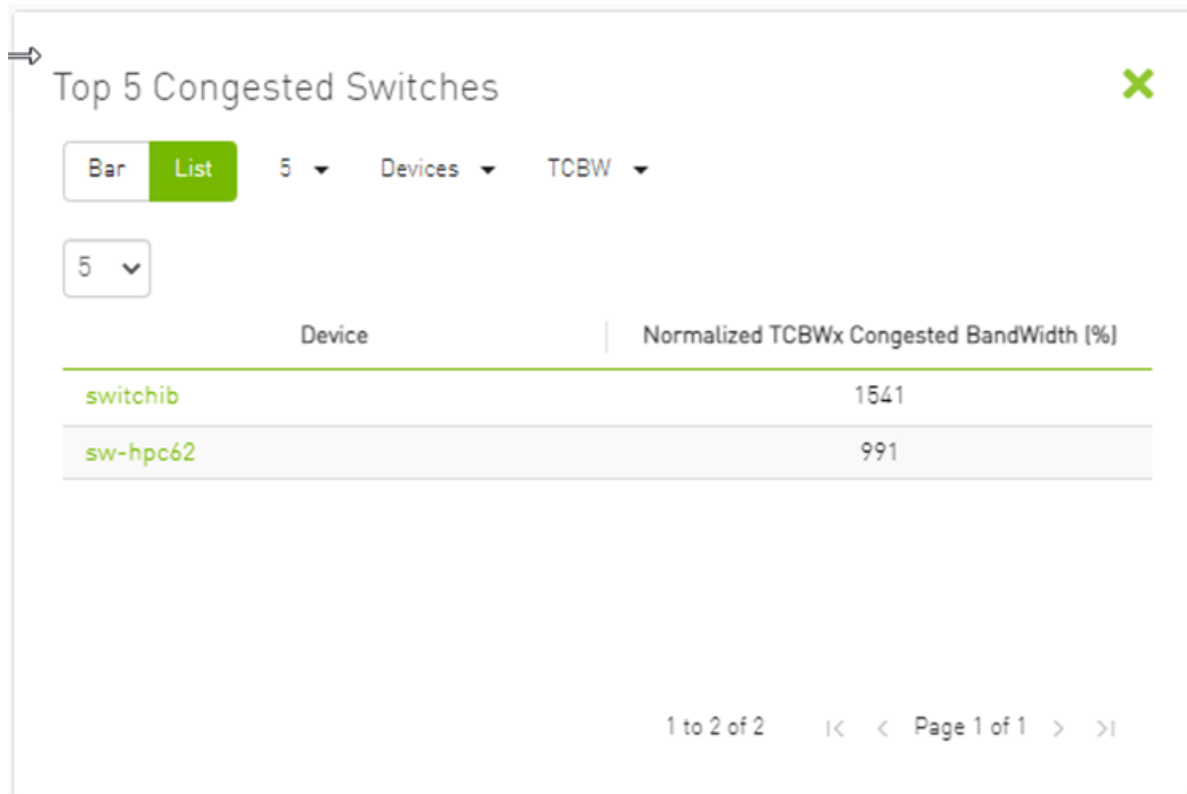 Top 5 Congested Switches
Bar List 5 Devices TCBW
5
Device Normalized TCBWx Congested BandWidth (%)
switchib 1541
sw-hpc62 991
1 to 2 of 2 Page 1 of 1